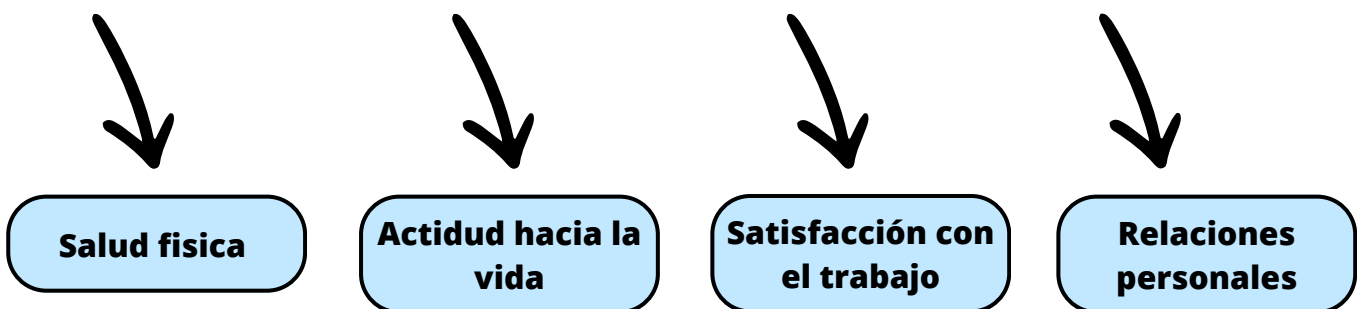 Salud fisica
Actidud hacia la
vida
Satisfacción con
el trabajo
Relaciones
personales